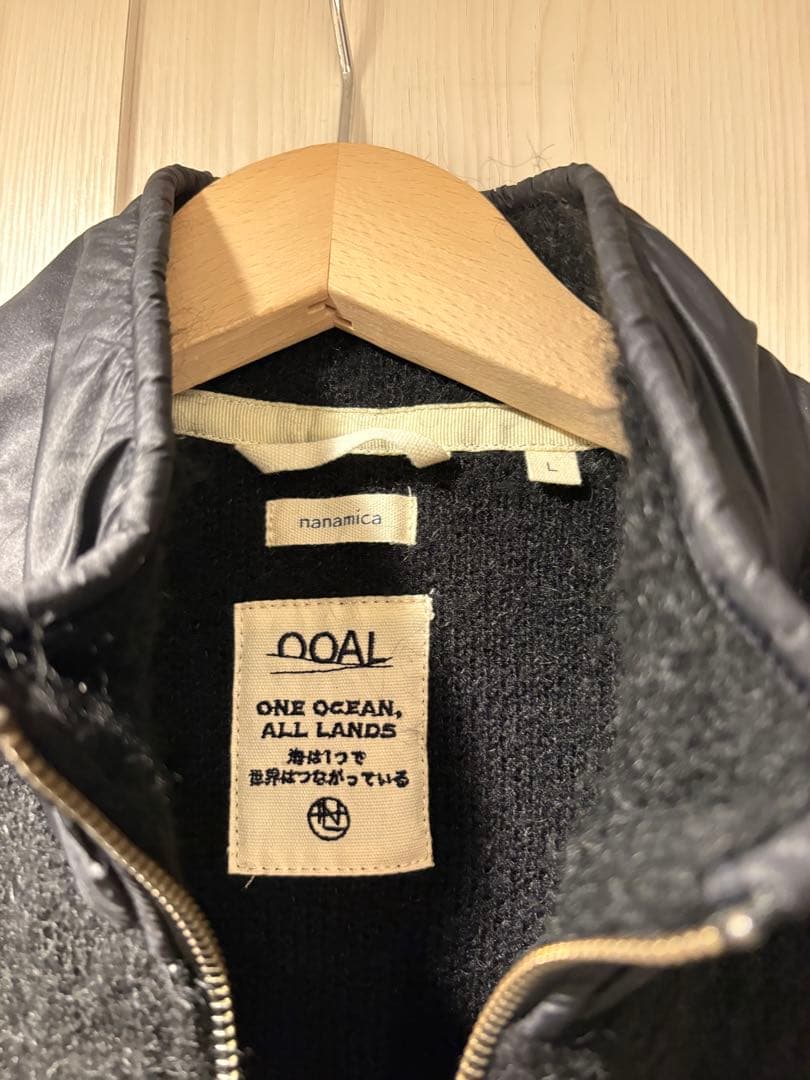 L
nanamica
OOAL
ONE OCEAN,
ALL LANDS
海は1つで
世界はつながっている